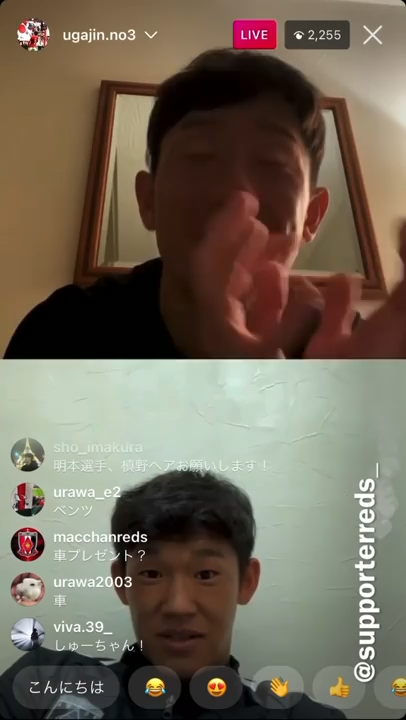 ugajin.no3
LIVE
2,255
sho_imakura
明本選手、槙野ヘアお願いします！
urawa_e2
ベンツ
macchanreds
車プレゼント？
urawa2003
車
viva.39_
しゅーちゃん！
@supporterreds_
こんにちは